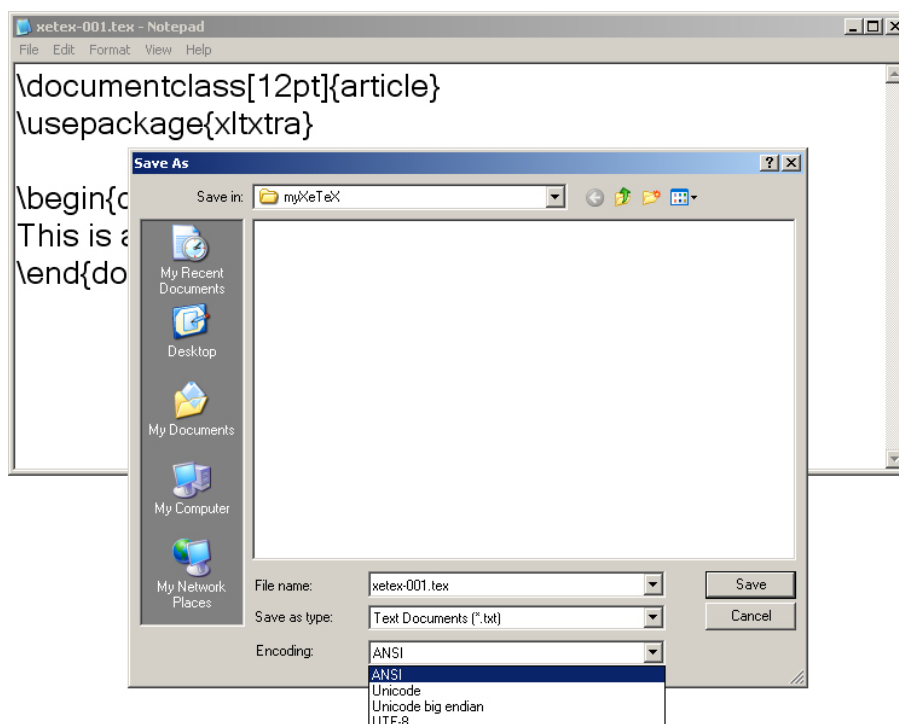 xetex-001.tex - Notepad
File Edit Format View Help
\documentclass[12pt]{article}
\usepackage{xltxtra}
\begin{d
This is a
\end{do
Save As
Save in:
myXeTeX
My Recent
Documents
Desktop
My Documents
My Computer
My Network
Places
File name:
xetex-001.tex
Save
Save as type:
Text Documents (*.txt)
Cancel
Encoding:
ANSI
ANSI
Unicode
Unicode big endian
UTF-8